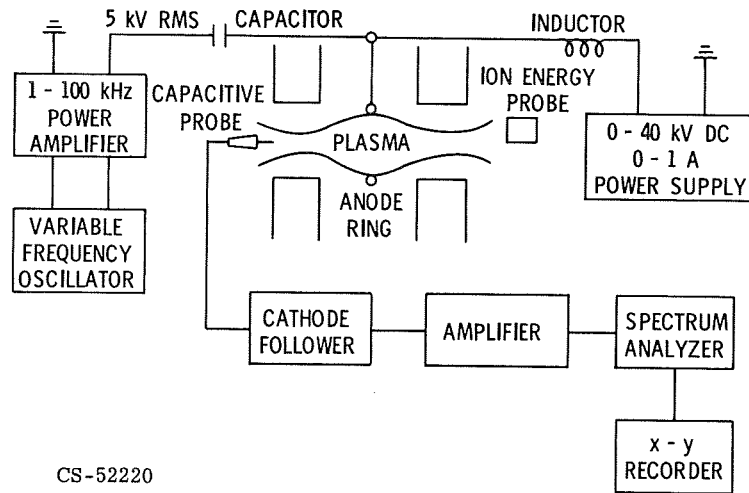 5 kV RMS
CAPACITOR
INDUCTOR
1 - 100 kHz
POWER
AMPLIFIER
CAPACITIVE
PROBE
ION ENERGY
PROBE
PLASMA
0 - 40 kV DC
0 - 1 A
POWER SUPPLY
ANODE
RING
VARIABLE
FREQUENCY
OSCILLATOR
CATHODE
FOLLOWER
AMPLIFIER
SPECTRUM
ANALYZER
x - y
RECORDER
CS-52220